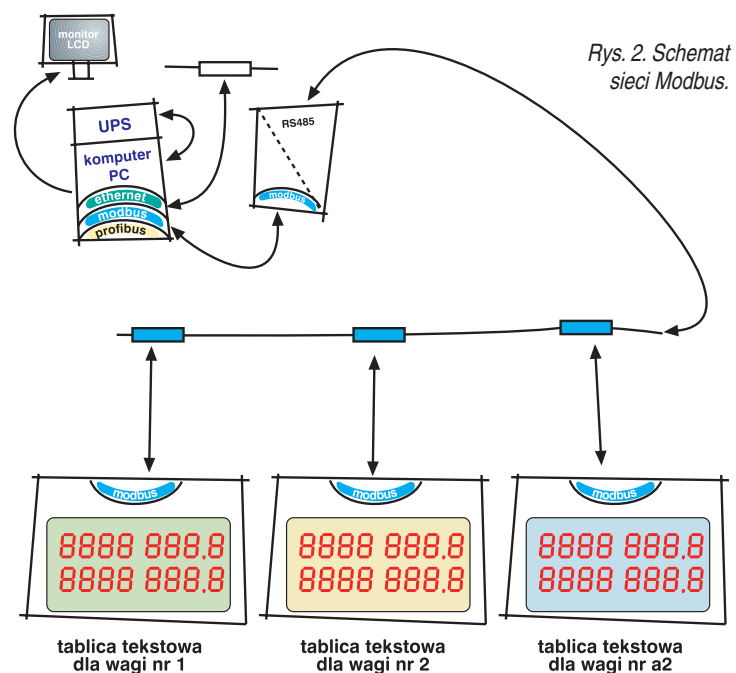 monitor
LCD
Rys. 2. Schemat
sieci Modbus.
UPS
komputer
PC
ethernet
modbus
profibus
RS485
modbus
modbus
modbus
modbus
8888 888.8
8888 888.8
8888 888.8
8888 888.8
8888 888.8
8888 888.8
tablica tekstowa
dla wagi nr 1
tablica tekstowa
dla wagi nr 2
tablica tekstowa
dla wagi nr a2